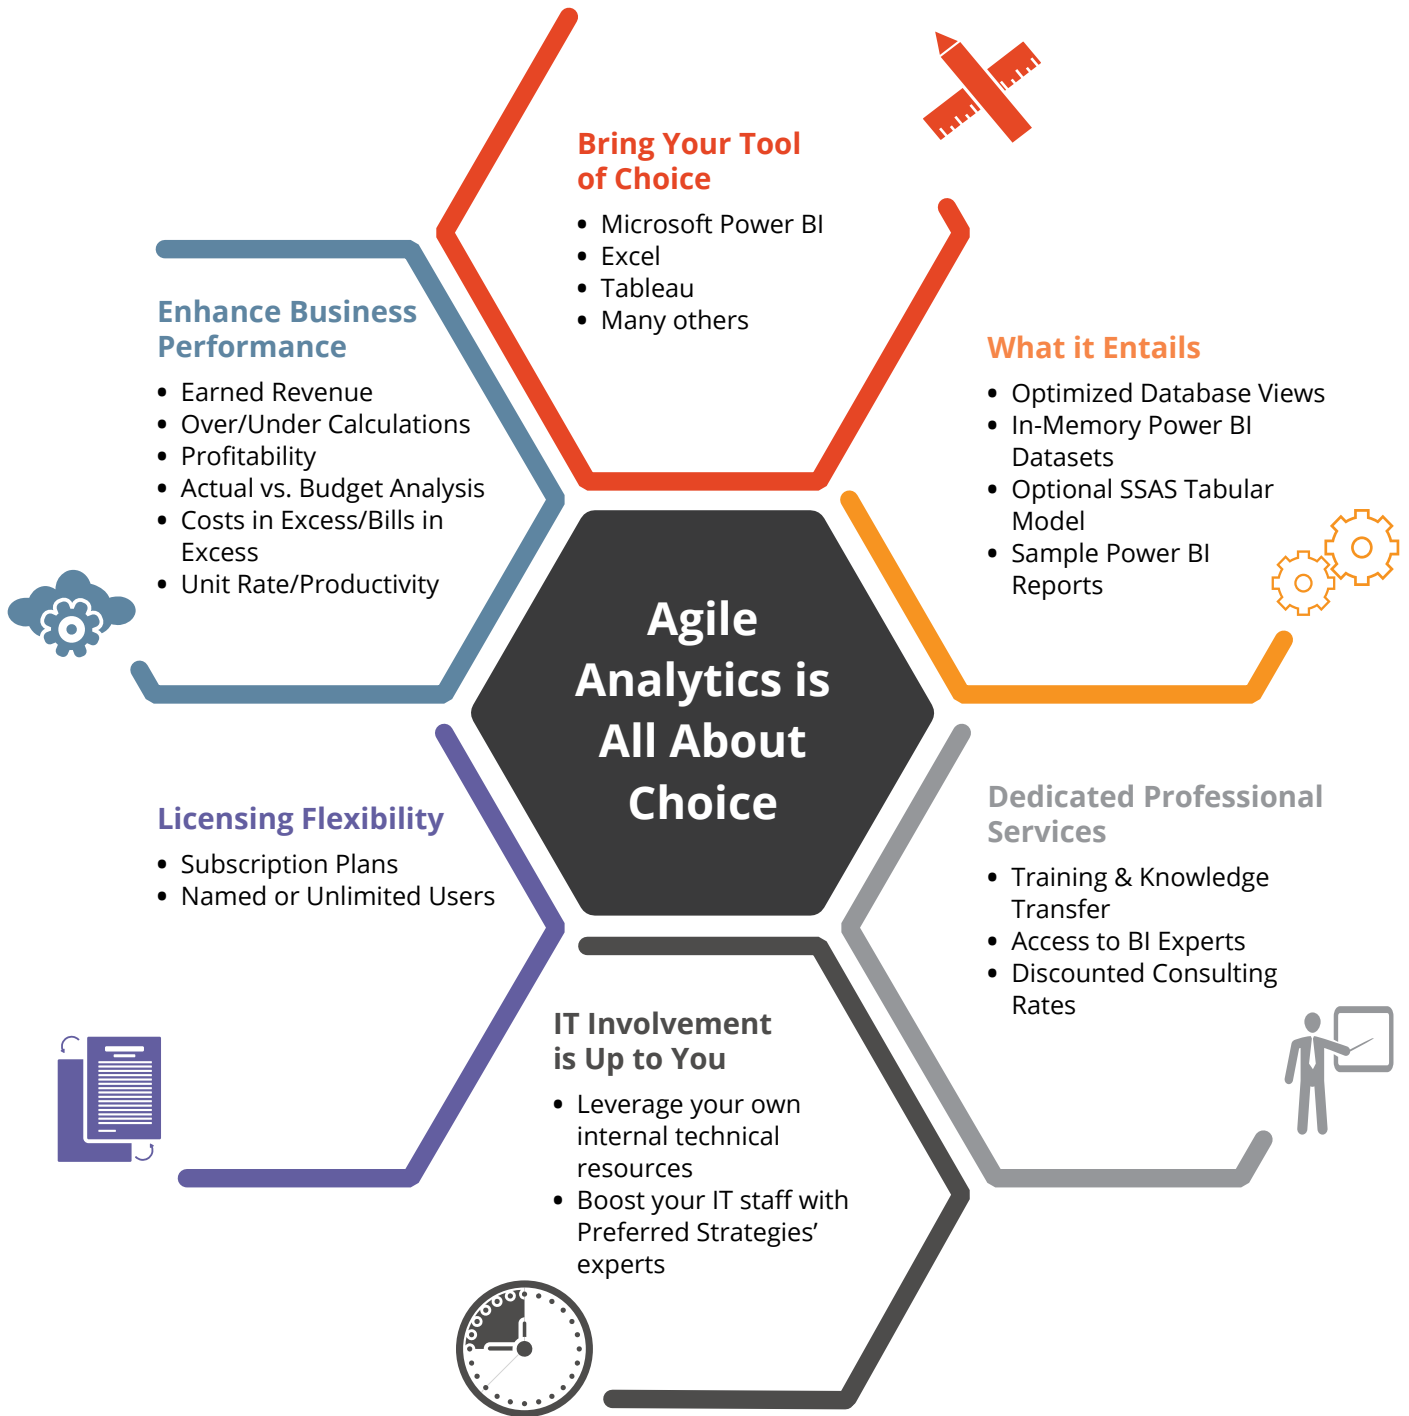 Bring Your Tool
of Choice
• Microsoft Power BI
• Excel
• Tableau
• Many others
Enhance Business
Performance
• Earned Revenue
• Over/Under Calculations
• Profitability
• Actual vs. Budget Analysis
• Costs in Excess/Bills in
Excess
• Unit Rate/Productivity
What it Entails
• Optimized Database Views
• In-Memory Power BI
Datasets
• Optional SSAS Tabular
Model
• Sample Power BI
Reports
Agile
Analytics is
All About
Choice
Licensing Flexibility
• Subscription Plans
• Named or Unlimited Users
Dedicated Professional
Services
• Training & Knowledge
Transfer
• Access to BI Experts
• Discounted Consulting
Rates
IT Involvement
is Up to You
• Leverage your own
internal technical
resources
• Boost your IT staff with
Preferred Strategies’
experts